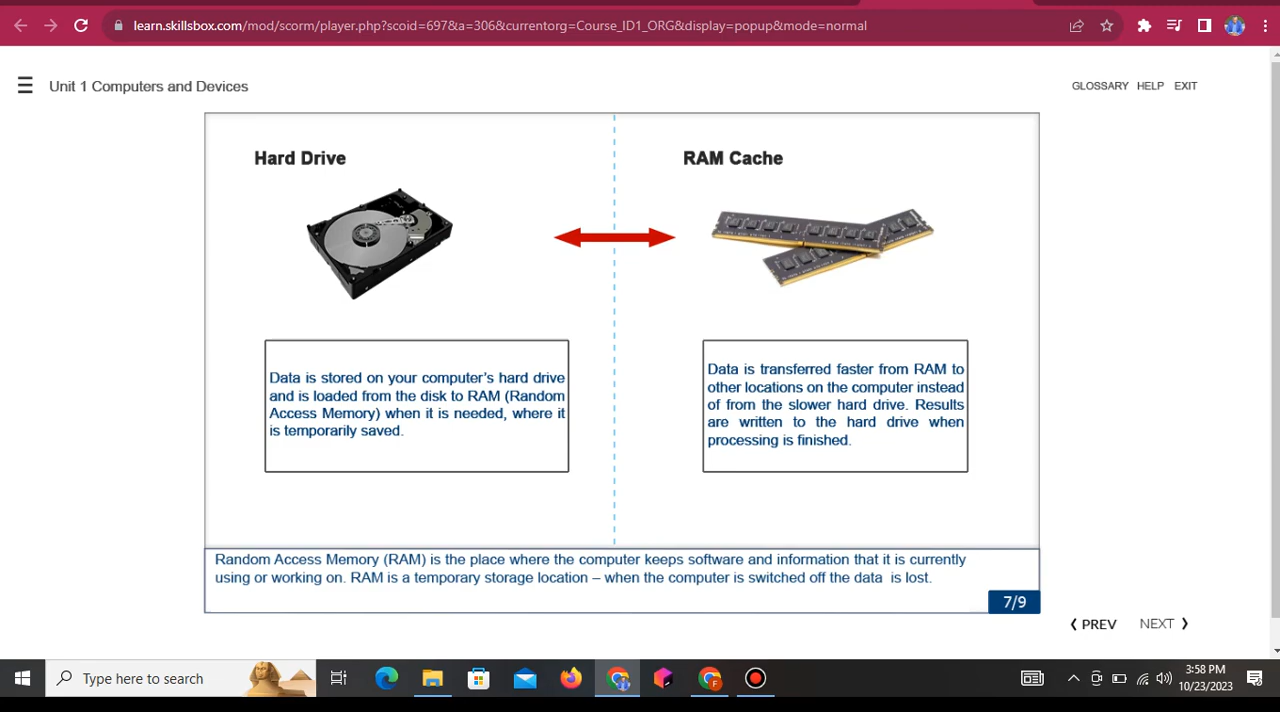 learn.skillsbox.com/mod/scorm/player.php?scoid=697&a=306&currentorg=Course_ID1_ORG&display=popup&mode=normal
Unit 1 Computers and Devices
GLOSSARY HELP EXIT
Hard Drive
RAM Cache
Data is stored on your computer's hard drive
and is loaded from the disk to RAM (Random
Access Memory) when it is needed, where it
is temporarily saved.
Data is transferred faster from RAM to
other locations on the computer instead
of from the slower hard drive. Results
are written to the hard drive when
processing is finished.
Random Access Memory (RAM) is the place where the computer keeps software and information that it is currently
using or working on. RAM is a temporary storage location – when the computer is switched off the data is lost.
7/9
❮ PREV NEXT ❯
Type here to search
F
3:58 PM
10/23/2023